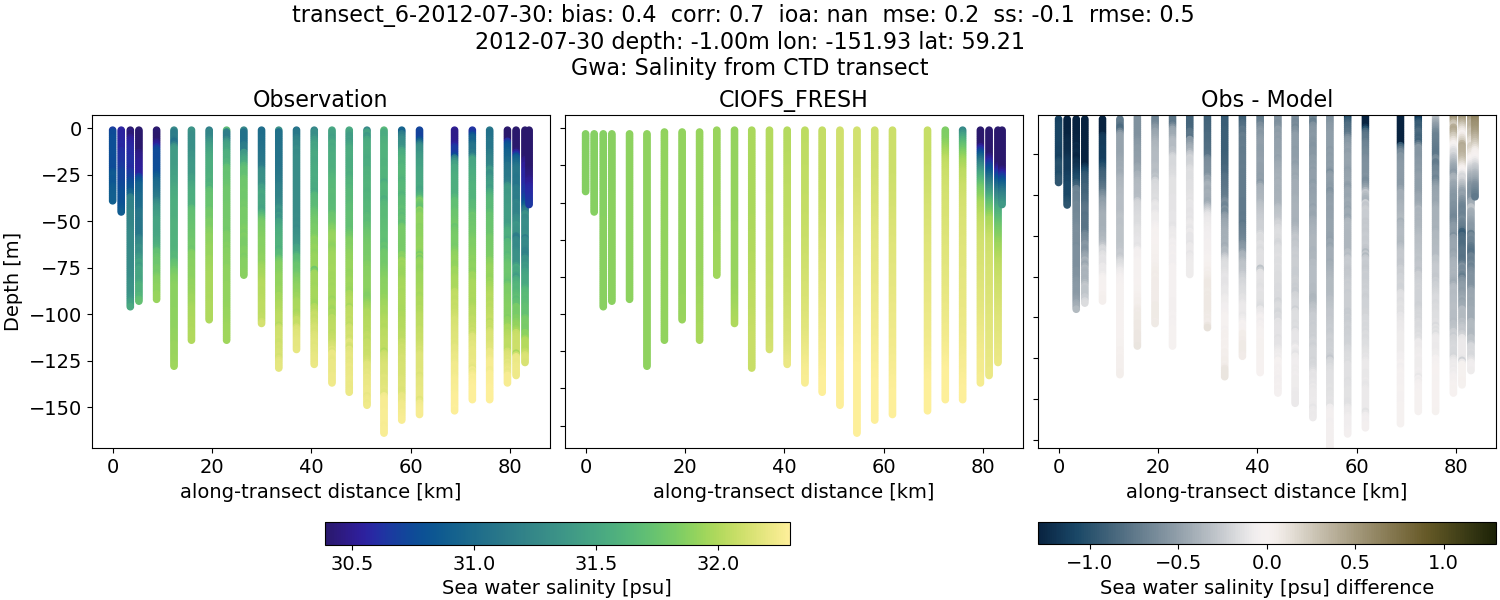 transect_6-2012-07-30: bias: 0.4  corr: 0.7  ioa: nan  mse: 0.2  ss: -0.1  rmse: 0.5
2012-07-30 depth: -1.00m lon: -151.93 lat: 59.21
Gwa: Salinity from CTD transect
Observation
CIOFS_FRESH
Obs - Model
Depth [m]
0
−25
−50
−75
−100
−125
−150
0 20 40 60 80
0 20 40 60 80
0 20 40 60 80
along-transect distance [km]
along-transect distance [km]
along-transect distance [km]
30.5 31.0 31.5 32.0
Sea water salinity [psu]
−1.0 −0.5 0.0 0.5 1.0
Sea water salinity [psu] difference